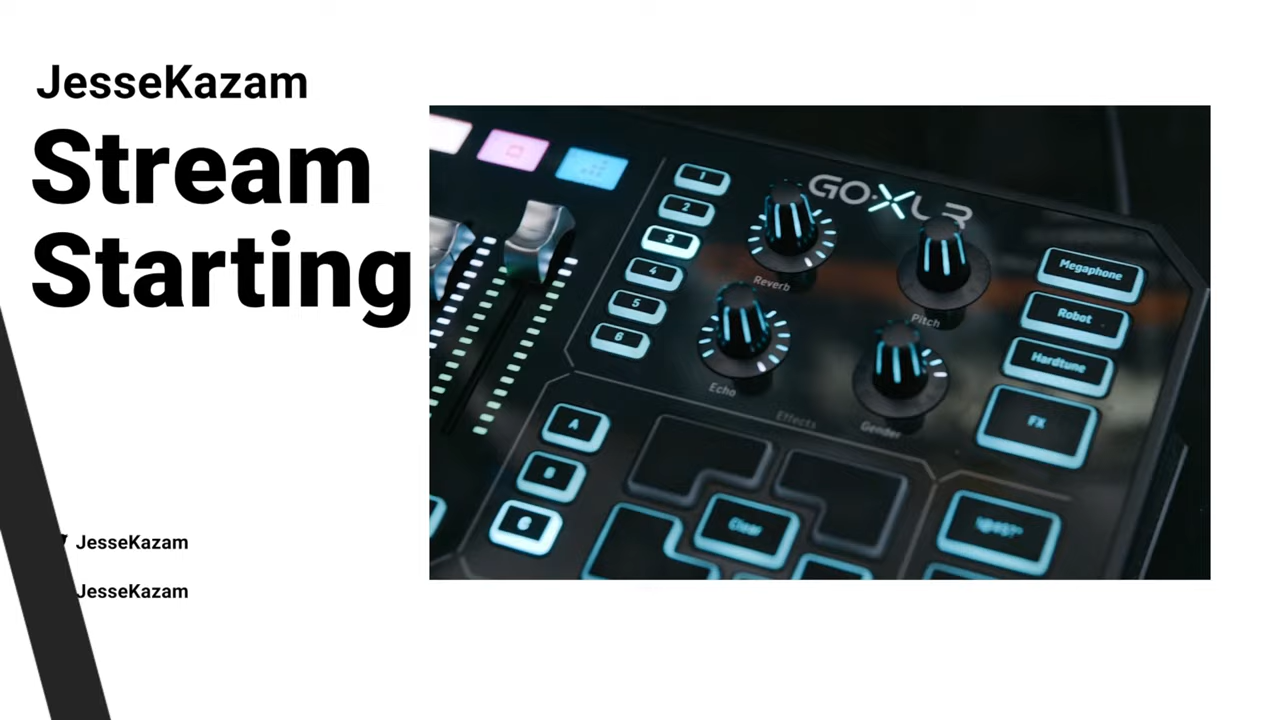 JesseKazam
Stream
Starting
JesseKazam
JesseKazam
GO·XLR
1
2
3
4
5
6
Reverb
Pitch
Echo
Gender
Effects
Megaphone
Robot
Hardtune
FX
A
B
C
Clear